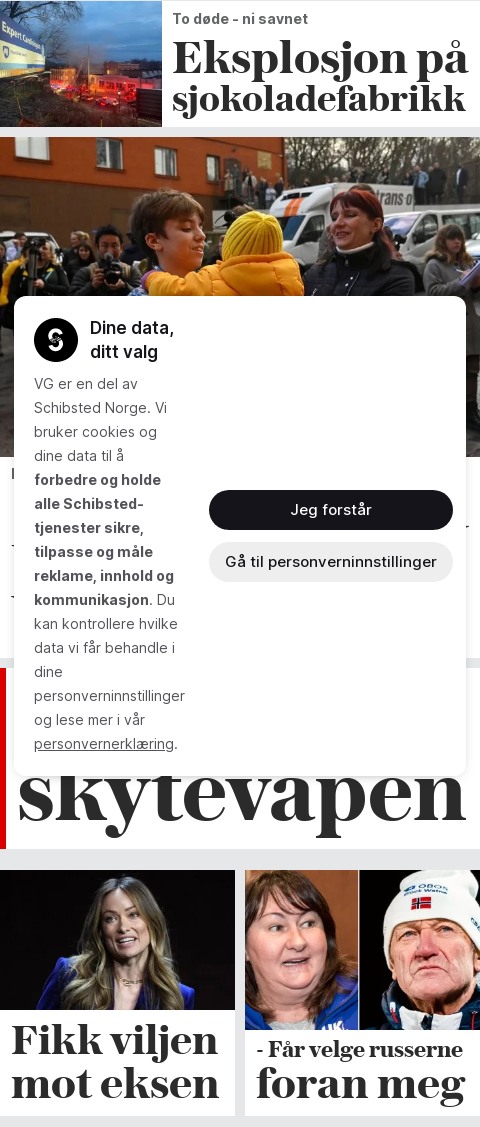 To døde - ni savnet
Eksplosjon på
sjokoladefabrikk
Dine data,
ditt valg
VG er en del av
Schibsted Norge. Vi
bruker cookies og
dine data til å
forbedre og holde
alle Schibsted-
tjenester sikre,
tilpasse og måle
reklame, innhold og
kommunikasjon. Du
kan kontrollere hvilke
data vi får behandle i
dine
personverninnstillinger
og lese mer i vår
personvernerklæring.
Jeg forstår
Gå til personverninnstillinger
skytevåpen
Fikk viljen
mot eksen
- Får velge russerne
foran meg